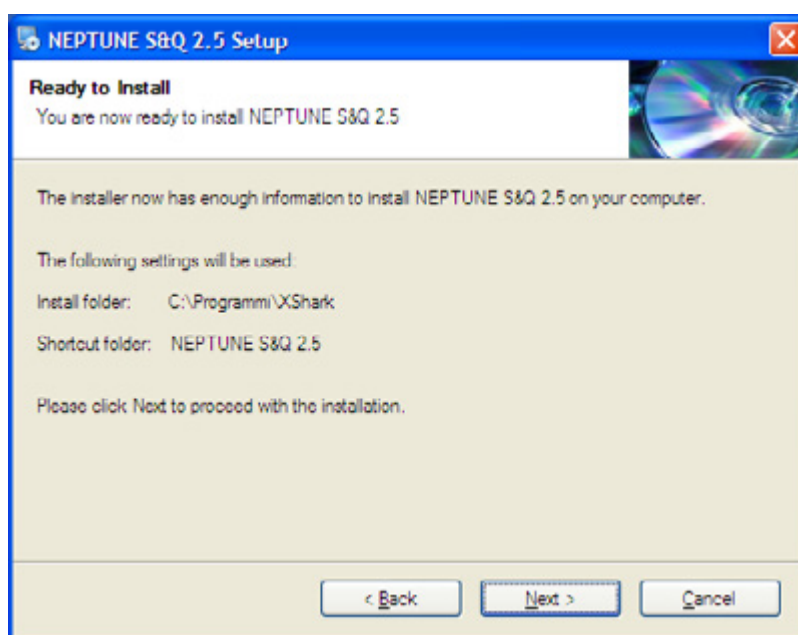 NEPTUNE S&Q 2.5 Setup
Ready to Install
You are now ready to install NEPTUNE S&Q 2.5
The installer now has enough information to install NEPTUNE S&Q 2.5 on your computer.
The following settings will be used:
Install folder: C:\Programmi\XShark
Shortcut folder: NEPTUNE S&Q 2.5
Please click Next to proceed with the installation.
< Back Next > Cancel